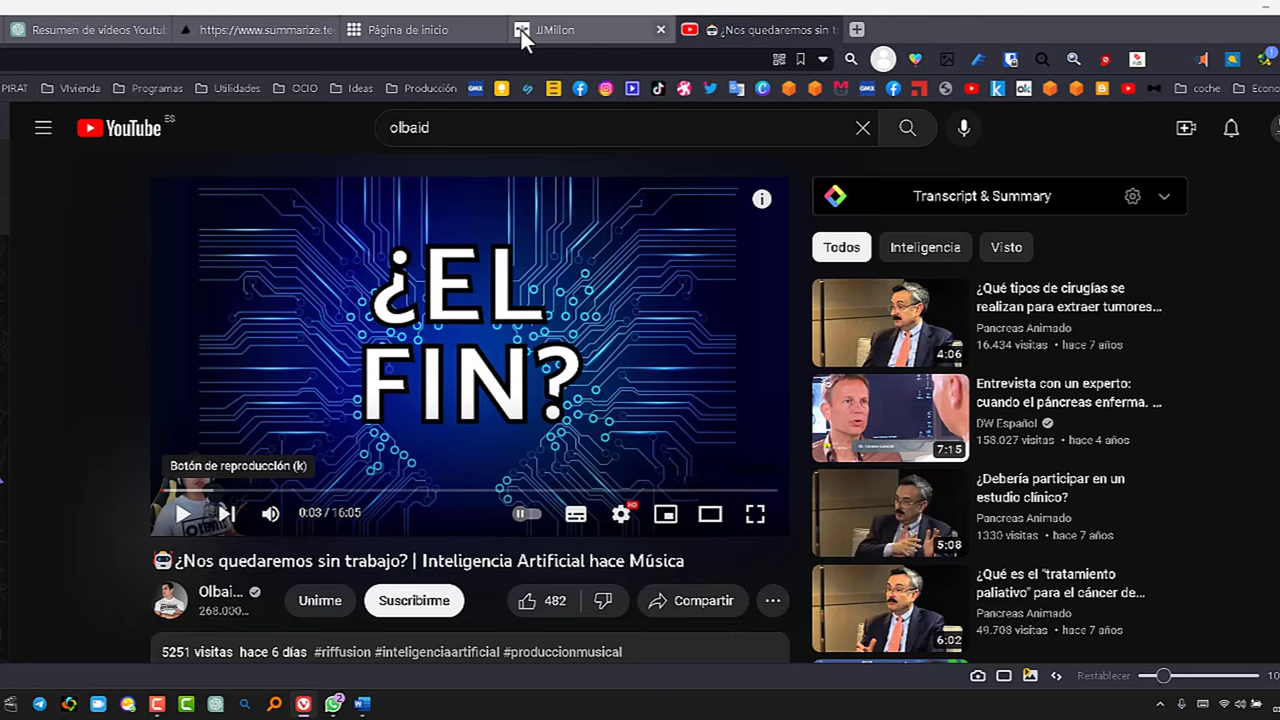 Resumen de vídeos Youtul
https://www.summarize.te
Página de inicio
JJMillon
¿Nos quedaremos sin t
PIRAT
VIvienda
Programas
Utilidades
OCIO
Ideas
Producción
coche
Econo
YouTube ES
olbaid
¿EL
FIN?
Botón de reproducción (k)
0:03 / 16:05
HD
¿Nos quedaremos sin trabajo? | Inteligencia Artificial hace Música
Olbai...
268.000...
Unirme
Suscribirme
482
Compartir
5251 visitas hace 6 días #riffusion #inteligenciaartificial #produccionmusical
Transcript & Summary
Todos
Inteligencia
Visto
4:06
¿Qué tipos de cirugías se
realizan para extraer tumores...
Pancreas Animado
16.434 visitas • hace 7 años
7:15
Entrevista con un experto:
cuando el páncreas enferma. ...
DW Español
158.027 visitas • hace 4 años
5:08
¿Debería participar en un
estudio clínico?
Pancreas Animado
1330 visitas • hace 7 años
6:02
¿Qué es el "tratamiento
paliativo" para el cáncer de...
Pancreas Animado
49.708 visitas • hace 7 años
Restablecer
10